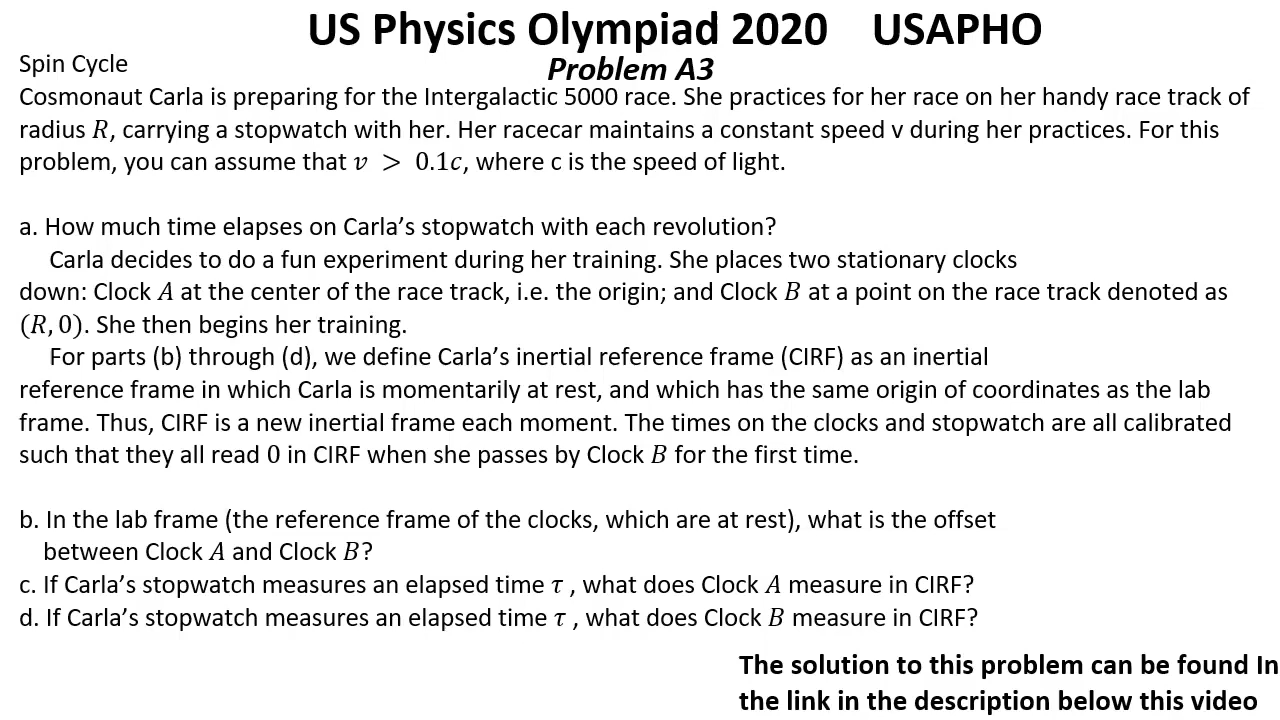 US Physics Olympiad 2020 USAPHO
Spin Cycle
Problem A3
Cosmonaut Carla is preparing for the Intergalactic 5000 race. She practices for her race on her handy race track of
radius R, carrying a stopwatch with her. Her racecar maintains a constant speed v during her practices. For this
problem, you can assume that v > 0.1c, where c is the speed of light.
a. How much time elapses on Carla’s stopwatch with each revolution?
Carla decides to do a fun experiment during her training. She places two stationary clocks
down: Clock A at the center of the race track, i.e. the origin; and Clock B at a point on the race track denoted as
(R, 0). She then begins her training.
For parts (b) through (d), we define Carla’s inertial reference frame (CIRF) as an inertial
reference frame in which Carla is momentarily at rest, and which has the same origin of coordinates as the lab
frame. Thus, CIRF is a new inertial frame each moment. The times on the clocks and stopwatch are all calibrated
such that they all read 0 in CIRF when she passes by Clock B for the first time.
b. In the lab frame (the reference frame of the clocks, which are at rest), what is the offset
between Clock A and Clock B?
c. If Carla’s stopwatch measures an elapsed time τ , what does Clock A measure in CIRF?
d. If Carla’s stopwatch measures an elapsed time τ , what does Clock B measure in CIRF?
The solution to this problem can be found In
the link in the description below this video